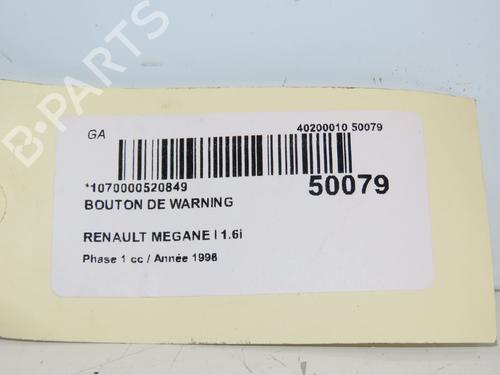 B-PARTS
GA
40200010 50079
*1070000520849
50079
BOUTON DE WARNING
RENAULT MEGANE I 1.6i
Phase 1 cc / Année 1998